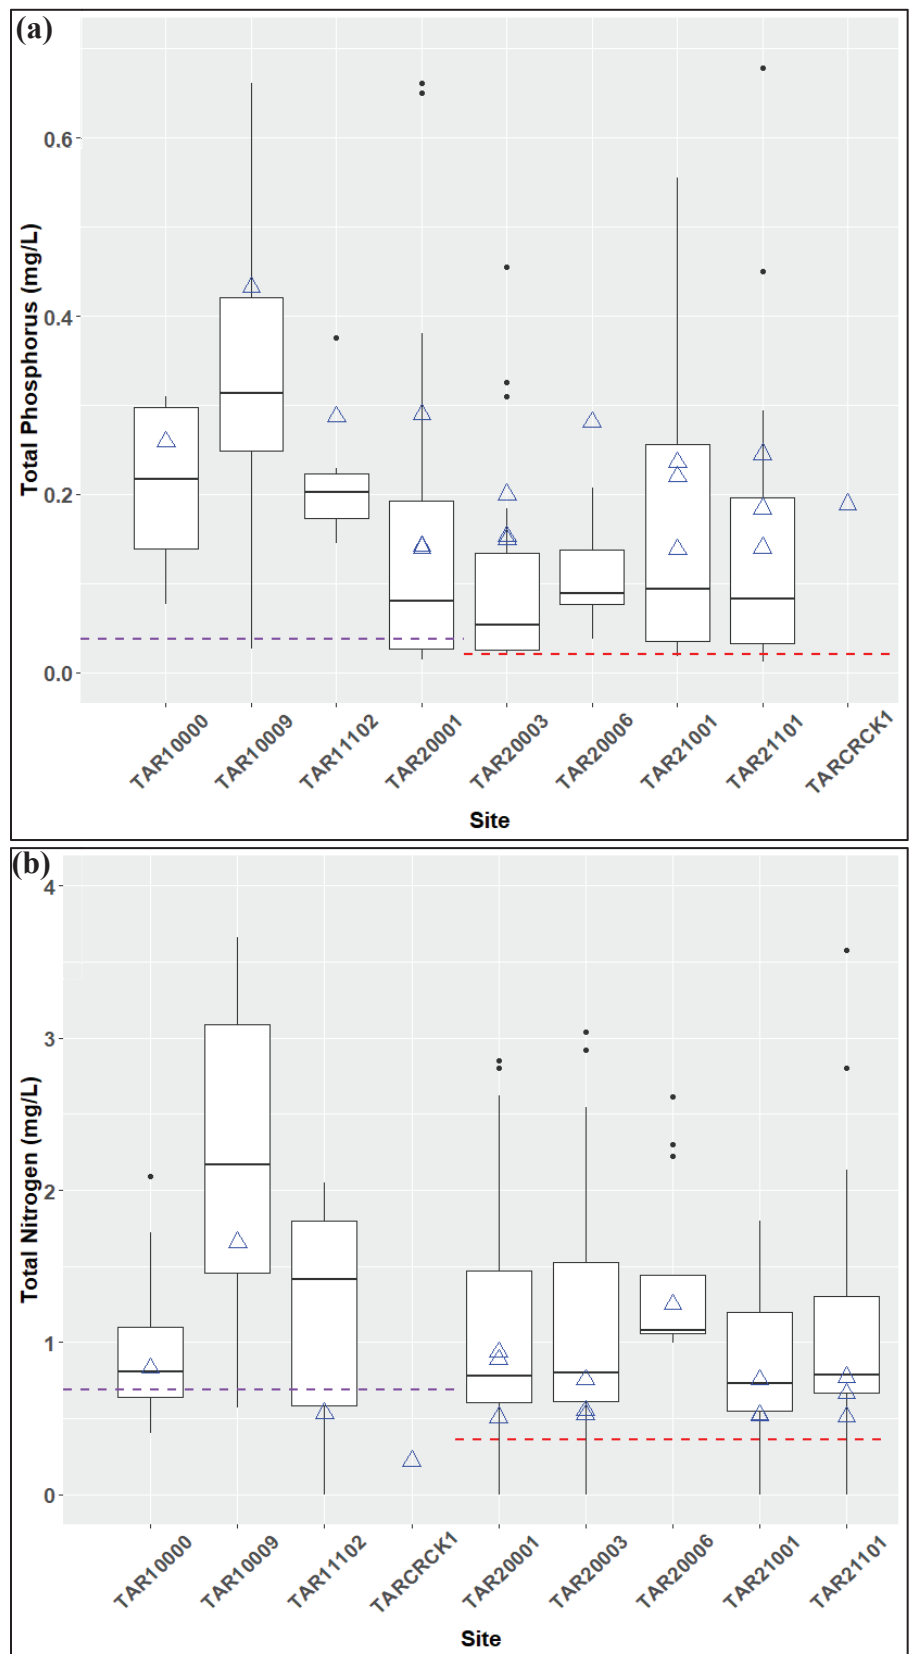 (a)
Total Phosphorus (mg/L)
0.6
0.4
0.2
0.0
TAR10000 TAR10009 TAR11102 TAR20001 TAR20003 TAR20006 TAR21001 TAR21101 TARCRCK1
Site
(b)
Total Nitrogen (mg/L)
4
3
2
1
0
TAR10000 TAR10009 TAR11102 TARCRCK1 TAR20001 TAR20003 TAR20006 TAR21001 TAR21101
Site